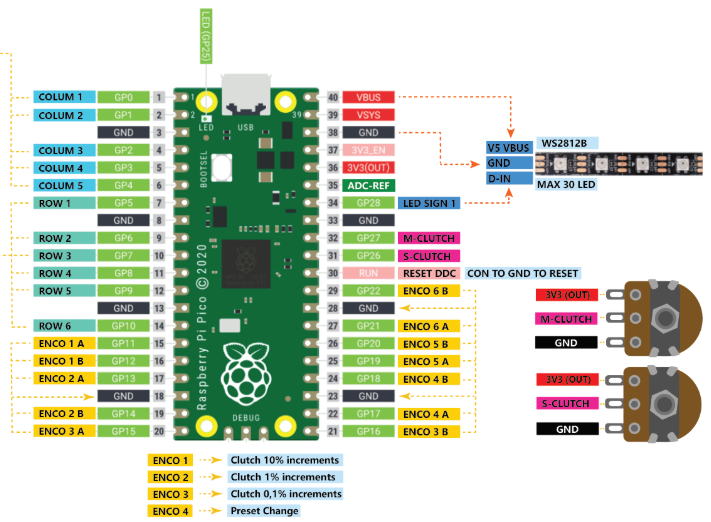 LED (GP25)
COLUM 1 GP0 1
COLUM 2 GP1 2
GND 3
COLUM 3 GP2 4
COLUM 4 GP3 5
COLUM 5 GP4 6
ROW 1 GP5 7
GND 8
ROW 2 GP6 9
ROW 3 GP7 10
ROW 4 GP8 11
ROW 5 GP9 12
GND 13
ROW 6 GP10 14
ENCO 1 A GP11 15
ENCO 1 B GP12 16
ENCO 2 A GP13 17
GND 18
ENCO 2 B GP14 19
ENCO 3 A GP15 20
1
2
LED
USB
39
BOOTSEL
Raspberry Pi Pico ©2020
DEBUG
40 VBUS
39 VSYS
38 GND
37 3V3_EN
36 3V3(OUT)
35 ADC-REF
34 GP28 LED SIGN 1
33 GND
32 GP27 M-CLUTCH
31 GP26 S-CLUTCH
30 RUN RESET DDC CON TO GND TO RESET
29 GP22 ENCO 6 B
28 GND
27 GP21 ENCO 6 A
26 GP20 ENCO 5 B
25 GP19 ENCO 5 A
24 GP18 ENCO 4 B
23 GND
22 GP17 ENCO 4 A
21 GP16 ENCO 3 B
V5 VBUS WS2812B
GND
D-IN MAX 30 LED
3V3 (OUT)
M-CLUTCH
GND
3V3 (OUT)
S-CLUTCH
GND
ENCO 1 Clutch 10% increments
ENCO 2 Clutch 1% increments
ENCO 3 Clutch 0,1% increments
ENCO 4 Preset Change